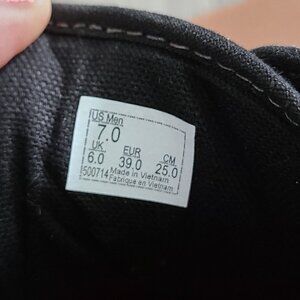 US Men
7.0
UK EUR CM
6.0 39.0 25.0
500714 Made in Vietnam
Fabrique en Vietnam